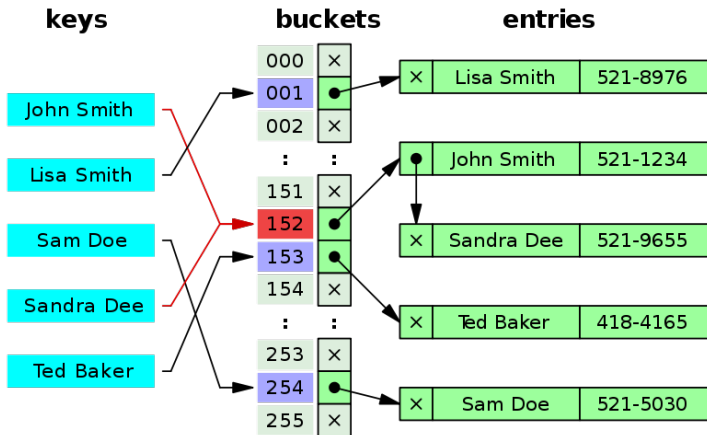 keys buckets entries
000 ×
001
002 ×
: :
151 ×
152
153
154 ×
: :
253 ×
254
255 ×
John Smith
Lisa Smith
Sam Doe
Sandra Dee
Ted Baker
× Lisa Smith 521-8976
John Smith 521-1234
× Sandra Dee 521-9655
× Ted Baker 418-4165
× Sam Doe 521-5030